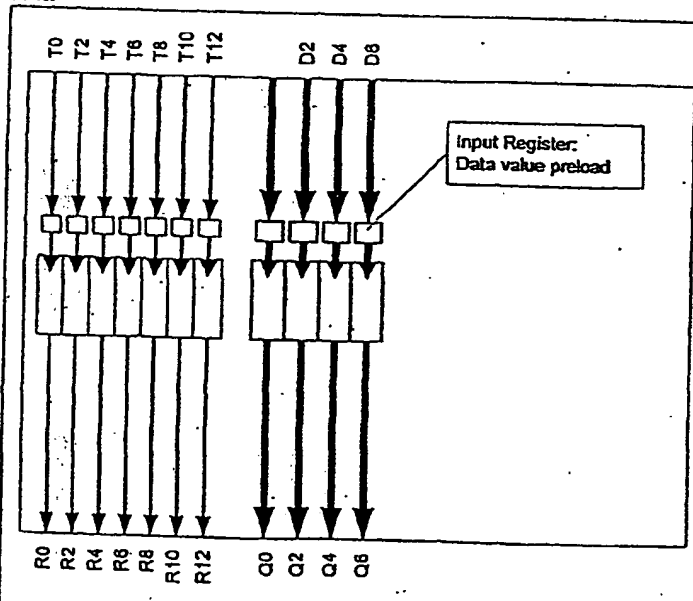 T0
T2
T4
T6
T8
T10
T12
D2
D4
D6
Input Register:
Data value preload
R0
R2
R4
R6
R8
R10
R12
Q0
Q2
Q4
Q6